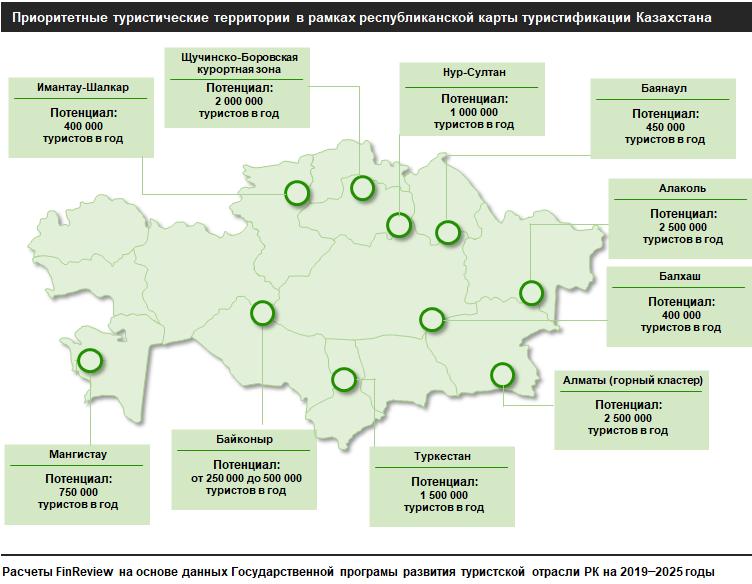 Приоритетные туристические территории в рамках республиканской карты туристификации Казахстана
Щучинско-Боровская
курортная зона
Потенциал:
2 000 000
туристов в год
Нур-Султан
Потенциал:
1 000 000
туристов в год
Имантау-Шалкар
Потенциал:
400 000
туристов в год
Баянаул
Потенциал:
450 000
туристов в год
Алаколь
Потенциал:
2 500 000
туристов в год
Балхаш
Потенциал:
400 000
туристов в год
Алматы (горный кластер)
Потенциал:
2 500 000
туристов в год
Мангистау
Потенциал:
750 000
туристов в год
Байконыр
Потенциал:
от 250 000 до 500 000
туристов в год
Туркестан
Потенциал:
1 500 000
туристов в год
Расчеты FinReview на основе данных Государственной програмы развития туристской отрасли РК на 2019–2025 годы